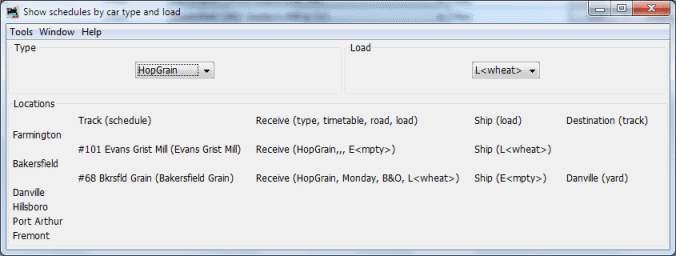 Show schedules by car type and load
Tools Window Help
Type Load
HopGrain L<wheat>
Locations
Track (schedule) Receive (type, timetable, road, load) Ship (load) Destination (track)
Farmington
#101 Evans Grist Mill (Evans Grist Mill) Receive (HopGrain,,, E<mpty>) Ship (L<wheat>)
Bakersfield
#68 Bkrsfld Grain (Bakersfield Grain) Receive (HopGrain, Monday, B&O, L<wheat>) Ship (E<mpty>) Danville (yard)
Danville
Hillsboro
Port Arthur
Fremont